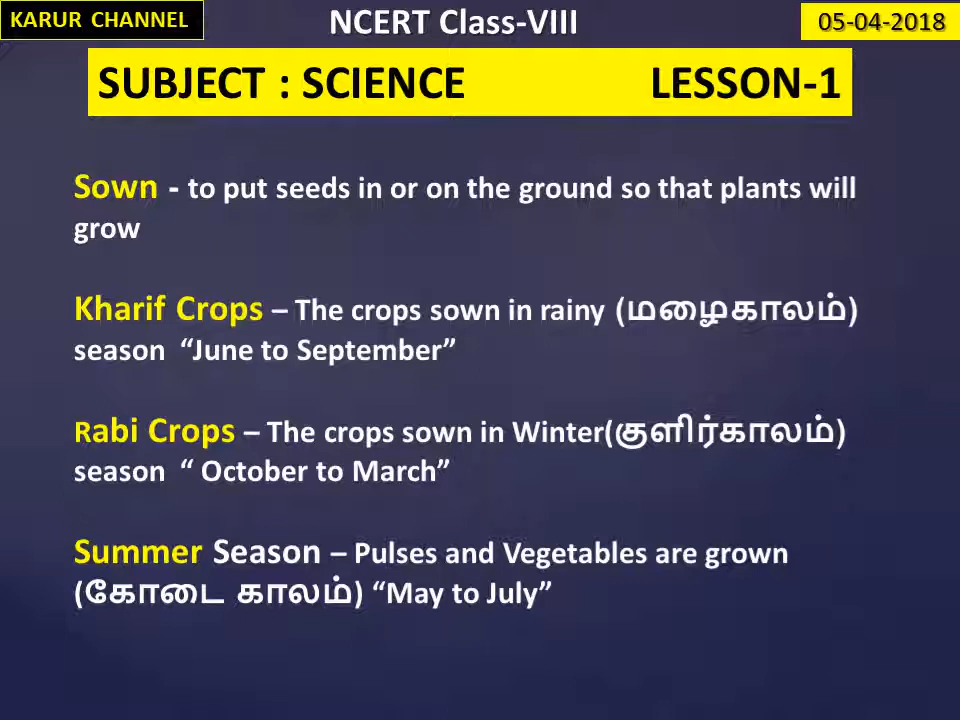 KARUR CHANNEL
NCERT Class-VIII
05-04-2018
SUBJECT : SCIENCE LESSON-1
Sown - to put seeds in or on the ground so that plants will
grow
Kharif Crops – The crops sown in rainy (மழைகாலம்)
season “June to September”
Rabi Crops – The crops sown in Winter(குளிர்காலம்)
season “ October to March”
Summer Season – Pulses and Vegetables are grown
(கோடை காலம்) “May to July”